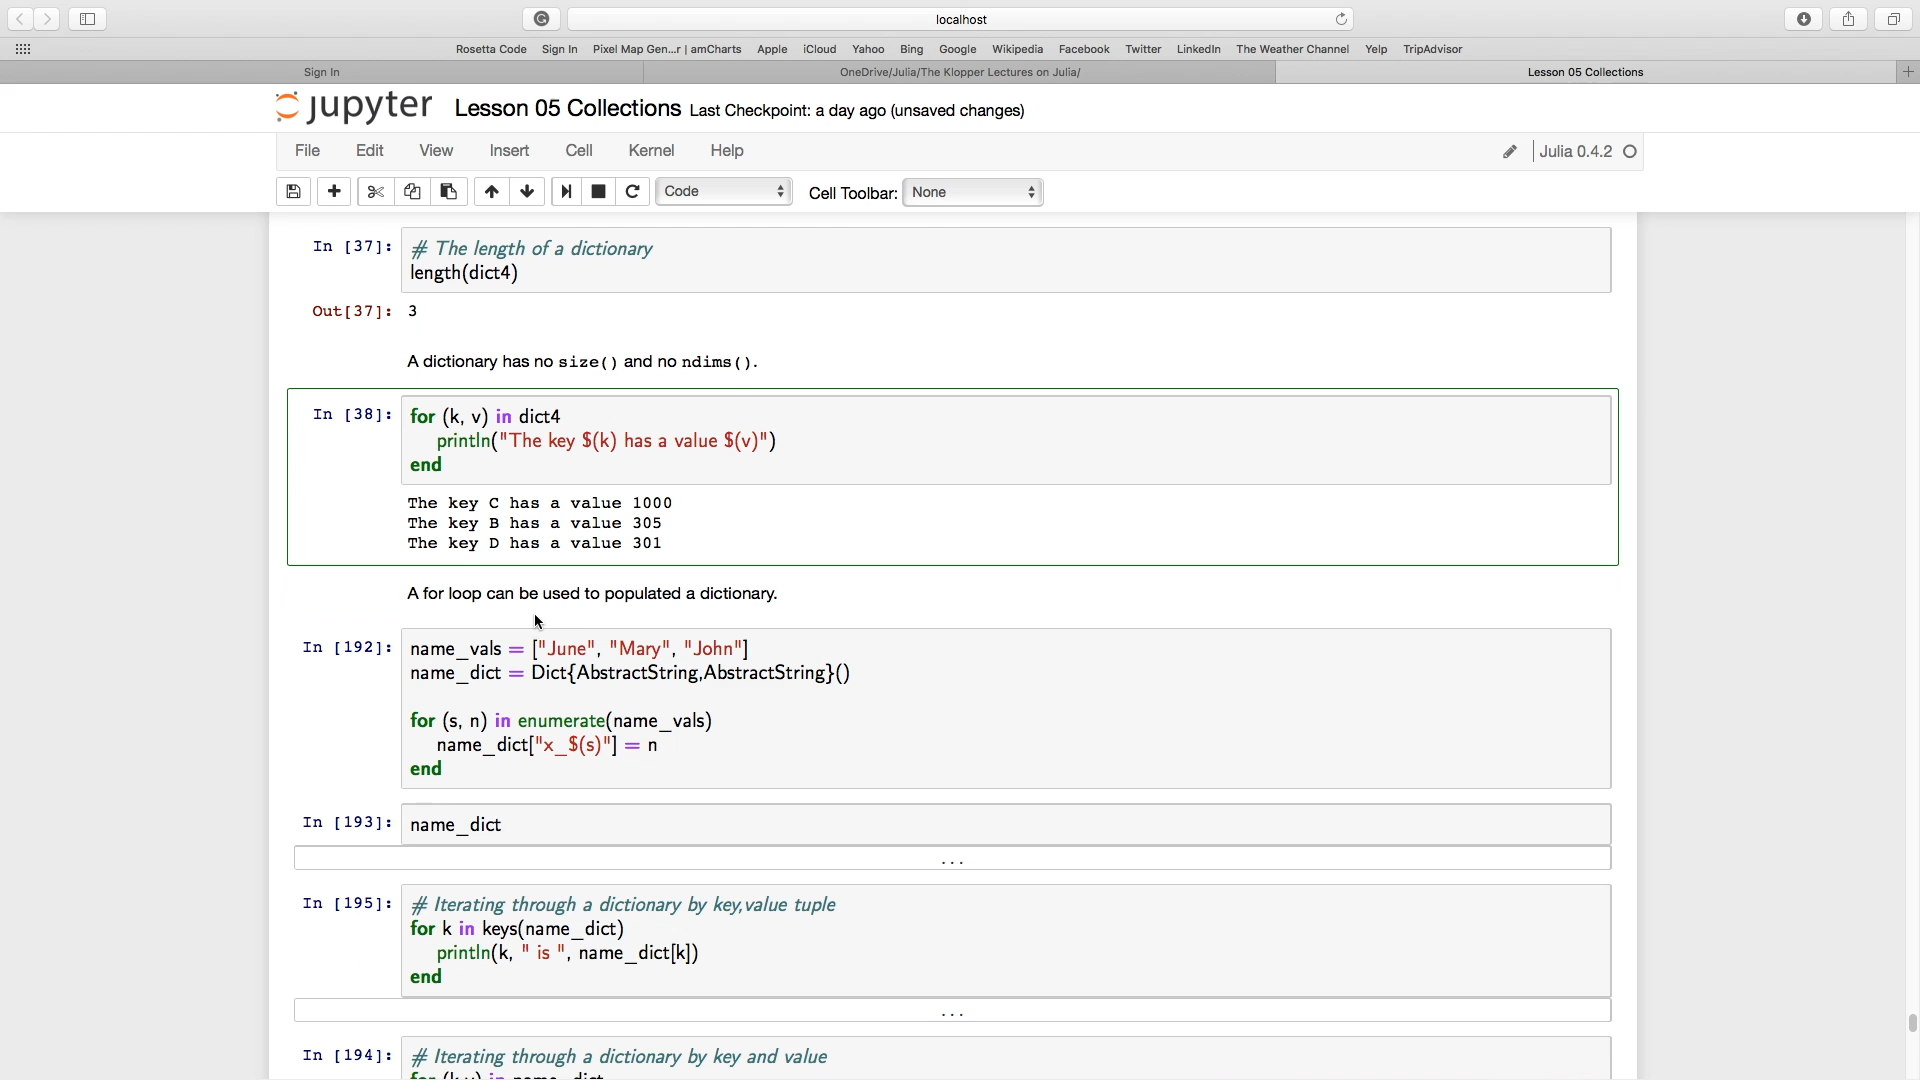 localhost
Rosetta Code Sign In Pixel Map Gen...r | amCharts Apple iCloud Yahoo Bing Google Wikipedia Facebook Twitter LinkedIn The Weather Channel Yelp TripAdvisor
Sign In OneDrive/Julia/The Klopper Lectures on Julia/ Lesson 05 Collections
jupyter Lesson 05 Collections Last Checkpoint: a day ago (unsaved changes)
File Edit View Insert Cell Kernel Help Julia 0.4.2
Code Cell Toolbar: None
In [37]: # The length of a dictionary
length(dict4)
Out[37]: 3
A dictionary has no size() and no ndims().
In [38]: for (k, v) in dict4
println("The key $(k) has a value $(v)")
end
The key C has a value 1000
The key B has a value 305
The key D has a value 301
A for loop can be used to populated a dictionary.
In [192]: name_vals = ["June", "Mary", "John"]
name_dict = Dict{AbstractString,AbstractString}()
for (s, n) in enumerate(name_vals)
name_dict["x_$(s)"] = n
end
In [193]: name_dict
...
In [195]: # Iterating through a dictionary by key,value tuple
for k in keys(name_dict)
println(k, " is ", name_dict[k])
end
...
In [194]: # Iterating through a dictionary by key and value
for (k,v) in name_dict